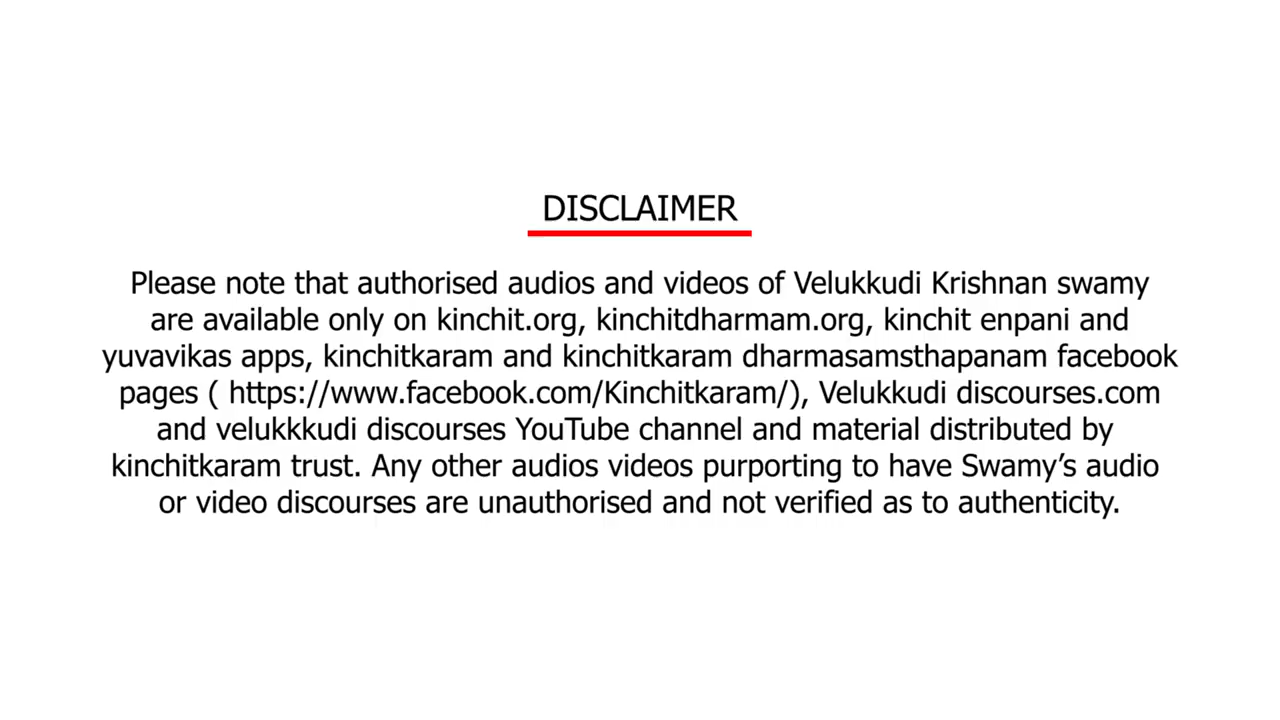 DISCLAIMER
Please note that authorised audios and videos of Velukkudi Krishnan swamy
are available only on kinchit.org, kinchitdharmam.org, kinchit enpani and
yuvavikas apps, kinchitkaram and kinchitkaram dharmasamsthapanam facebook
pages ( https://www.facebook.com/Kinchitkaram/), Velukkudi discourses.com
and velukkkudi discourses YouTube channel and material distributed by
kinchitkaram trust. Any other audios videos purporting to have Swamy’s audio
or video discourses are unauthorised and not verified as to authenticity.